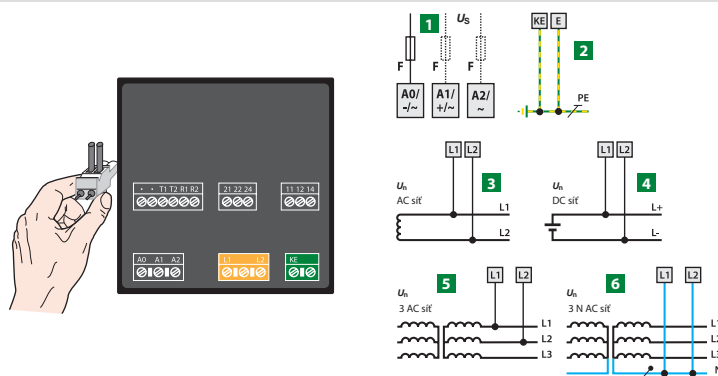 • • T1 T2 R1 R2
21 22 24
11 12 14
A0 A1 A2
L1 L2
KE
1
US
F
F
F
A0/
-/~
A1/
+/~
A2/
~
KE E
2
PE
L1 L2
3
Un
AC síť
L1
L2
L1 L2
4
Un
DC síť
L+
L-
5
L1 L2
Un
3 AC síť
L1
L2
L3
6
L1 L2
Un
3 N AC síť
L1
L2
L3
N